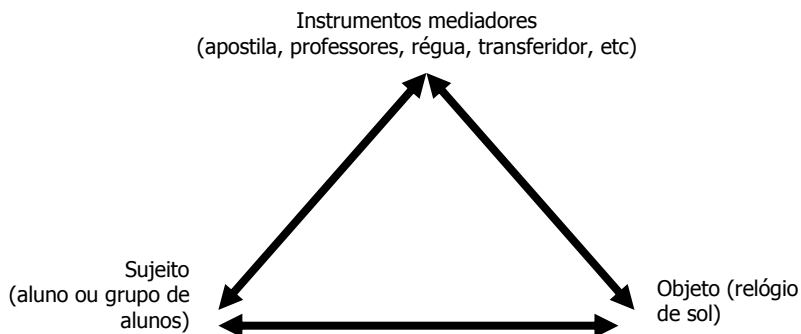 Instrumentos mediadores
(apostila, professores, régua, transferidor, etc)
Sujeito
(aluno ou grupo de
alunos)
Objeto (relógio
de sol)